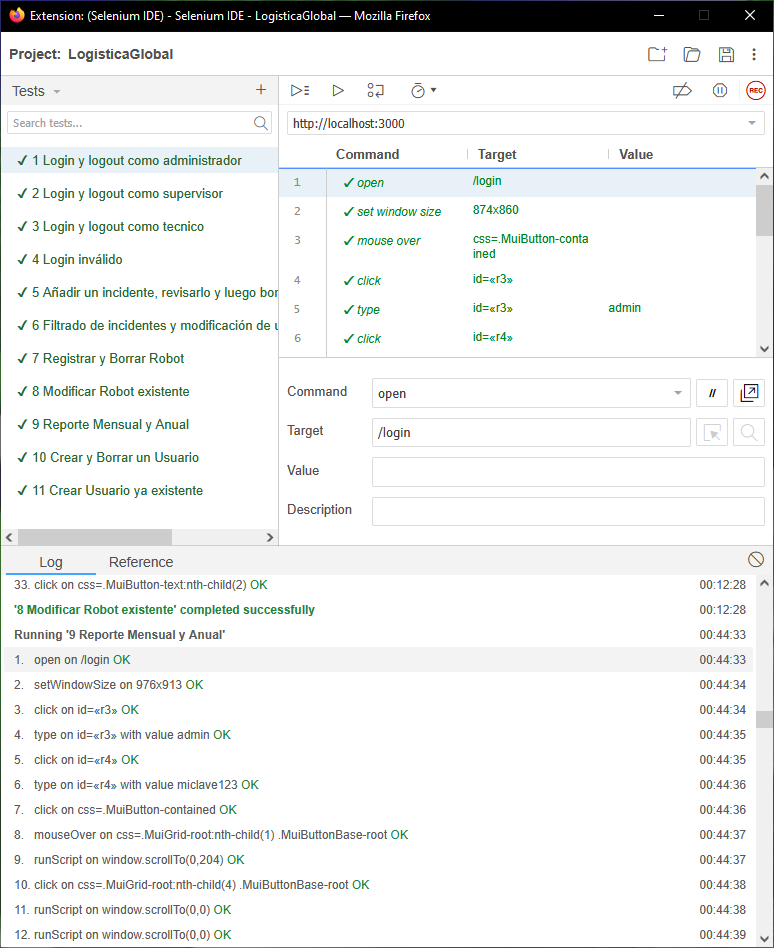 Extension: (Selenium IDE) - Selenium IDE - LogisticaGlobal — Mozilla Firefox
Project: LogisticaGlobal
Tests
Search tests...
✓ 1 Login y logout como administrador
✓ 2 Login y logout como supervisor
✓ 3 Login y logout como tecnico
✓ 4 Login inválido
✓ 5 Añadir un incidente, revisarlo y luego bor
✓ 6 Filtrado de incidentes y modificación de u
✓ 7 Registrar y Borrar Robot
✓ 8 Modificar Robot existente
✓ 9 Reporte Mensual y Anual
✓ 10 Crear y Borrar un Usuario
✓ 11 Crear Usuario ya existente
REC
http://localhost:3000
Command Target Value
1 ✓ open /login
2 ✓ set window size 874x860
3 ✓ mouse over css=.MuiButton-conta
ined
4 ✓ click id=«r3»
5 ✓ type id=«r3» admin
6 ✓ click id=«r4»
Command open //
Target /login
Value
Description
Log Reference
33. click on css=.MuiButton-text:nth-child(2) OK 00:12:28
'8 Modificar Robot existente' completed successfully 00:12:28
Running '9 Reporte Mensual y Anual' 00:44:33
1. open on /login OK 00:44:33
2. setWindowSize on 976x913 OK 00:44:34
3. click on id=«r3» OK 00:44:34
4. type on id=«r3» with value admin OK 00:44:35
5. click on id=«r4» OK 00:44:35
6. type on id=«r4» with value miclave123 OK 00:44:36
7. click on css=.MuiButton-contained OK 00:44:36
8. mouseOver on css=.MuiGrid-root:nth-child(1) .MuiButtonBase-root OK 00:44:37
9. runScript on window.scrollTo(0,204) OK 00:44:37
10. click on css=.MuiGrid-root:nth-child(4) .MuiButtonBase-root OK 00:44:38
11. runScript on window.scrollTo(0,0) OK 00:44:38
12. runScript on window.scrollTo(0,0) OK 00:44:39